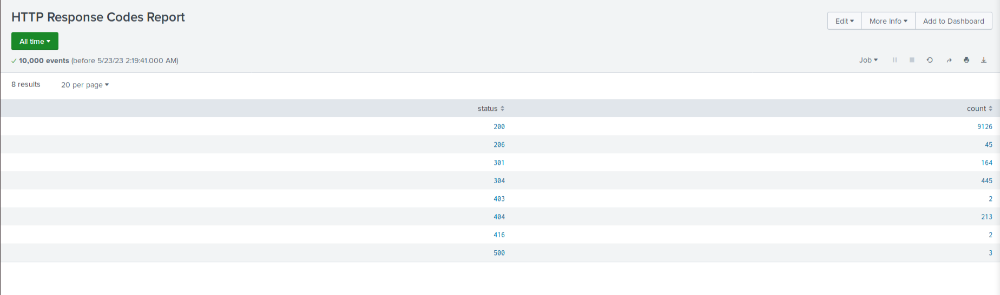 HTTP Response Codes Report
Edit More Info Add to Dashboard
All time
10,000 events (before 5/23/23 2:19:41.000 AM)
Job
8 results 20 per page
status count
200 9126
206 45
301 164
304 445
403 2
404 213
416 2
500 3